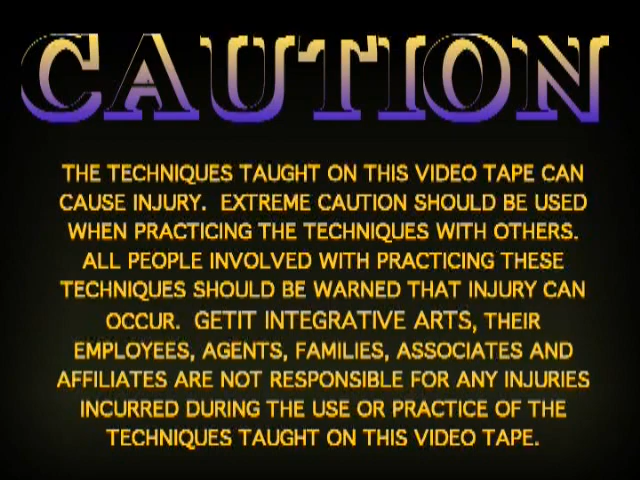 CAUTION
THE TECHNIQUES TAUGHT ON THIS VIDEO TAPE CAN
CAUSE INJURY. EXTREME CAUTION SHOULD BE USED
WHEN PRACTICING THE TECHNIQUES WITH OTHERS.
ALL PEOPLE INVOLVED WITH PRACTICING THESE
TECHNIQUES SHOULD BE WARNED THAT INJURY CAN
OCCUR. GETIT INTEGRATIVE ARTS, THEIR
EMPLOYEES, AGENTS, FAMILIES, ASSOCIATES AND
AFFILIATES ARE NOT RESPONSIBLE FOR ANY INJURIES
INCURRED DURING THE USE OR PRACTICE OF THE
TECHNIQUES TAUGHT ON THIS VIDEO TAPE.